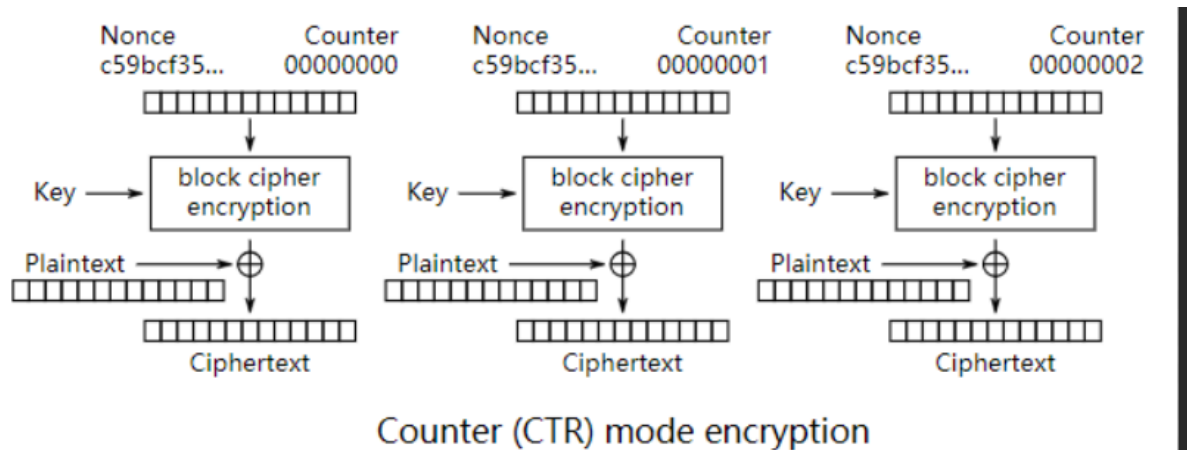 Nonce Counter Nonce Counter Nonce Counter
c59bcf35... 00000000 c59bcf35... 00000001 c59bcf35... 00000002
Key block cipher encryption Key block cipher encryption Key block cipher encryption
Plaintext Plaintext Plaintext
Ciphertext Ciphertext Ciphertext
Counter (CTR) mode encryption